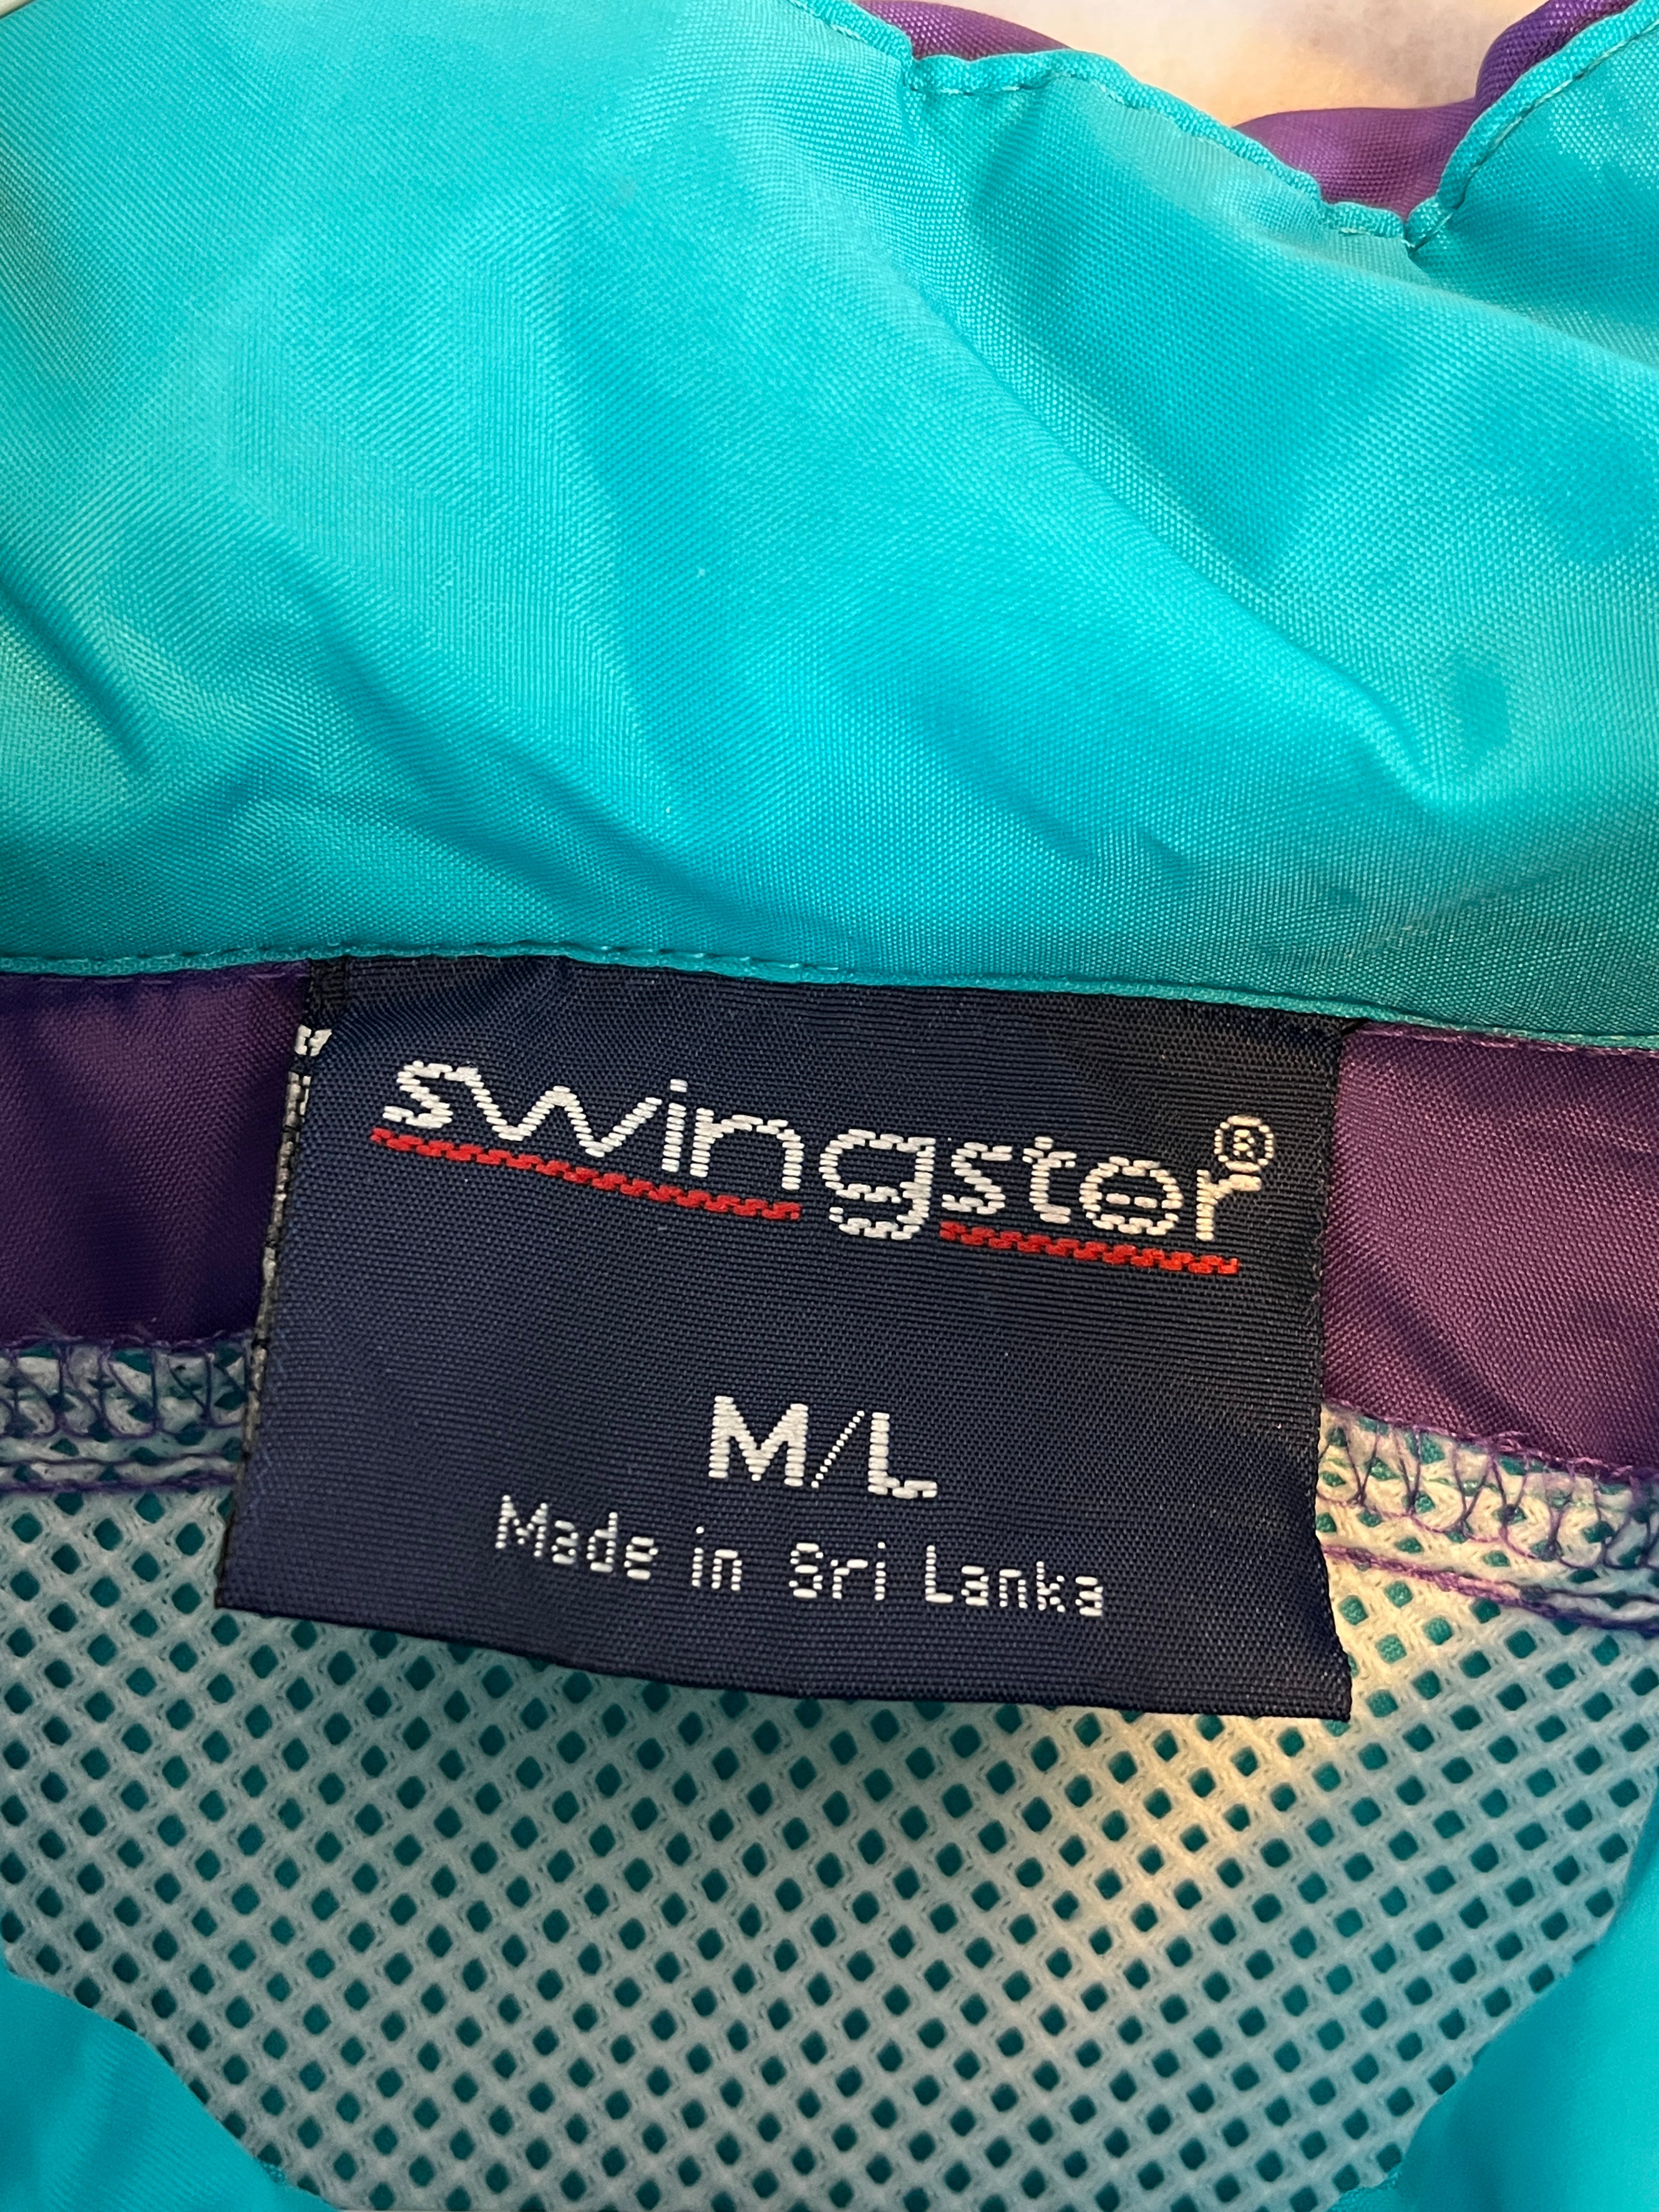 swingster®
M/L
Made in Sri Lanka